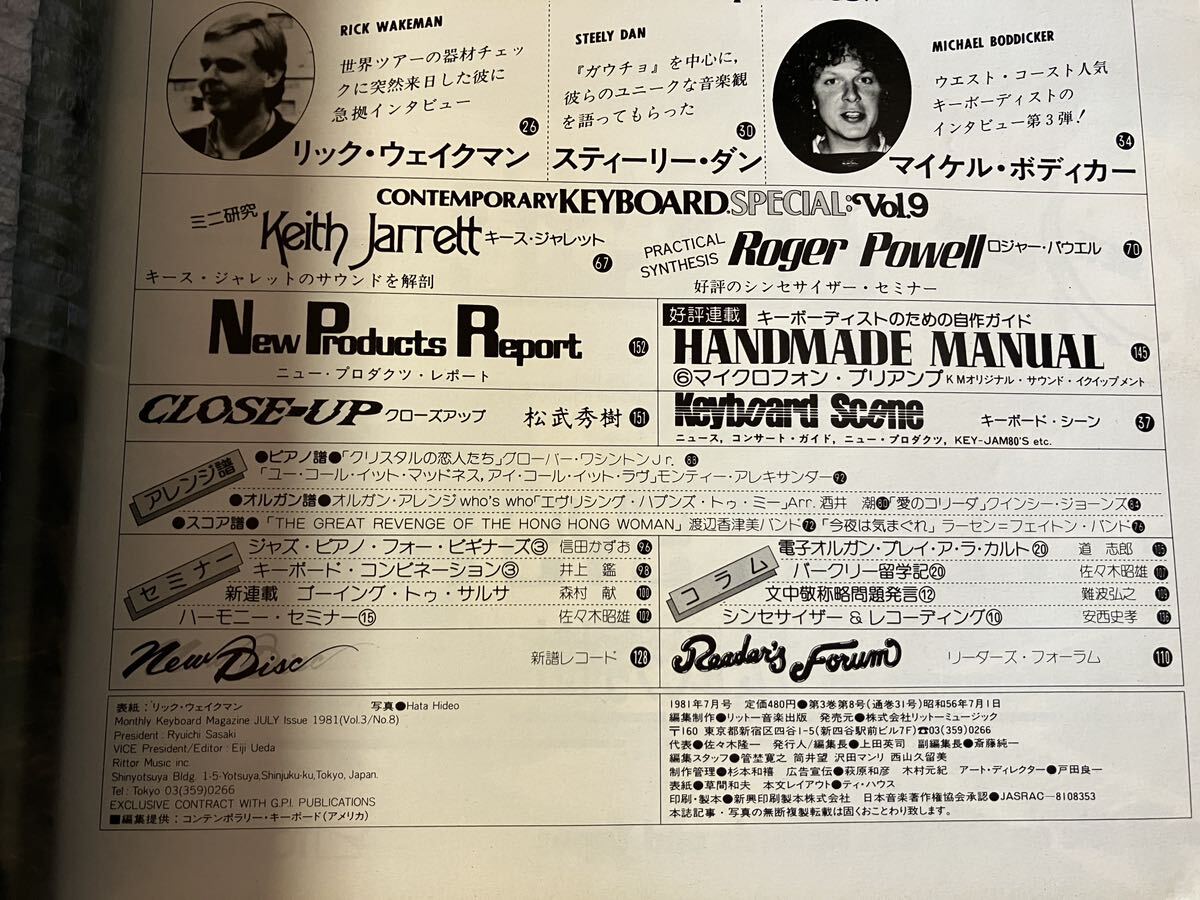 RICK WAKEMAN
世界ツアーの器材チェッ
クに突然来日した彼に
急拠インタビュー
26
リック・ウェイクマン
STEELY DAN
『ガウチョ』を中心に,
彼らのユニークな音楽観
を語ってもらった
30
スティーリー・ダン
MICHAEL BODDICKER
ウエスト・コースト人気
キーボーディストの
インタビュー第3弾!
34
マイケル・ボディカー
CONTEMPORARY KEYBOARD SPECIAL: Vol.9
ミニ研究
Keith Jarrett キース・ジャレット
67
キース・ジャレットのサウンドを解剖
PRACTICAL
SYNTHESIS
Roger Powell ロジャー・パウエル
70
好評のシンセサイザー・セミナー
New Products Report
152
ニュー・プロダクツ・レポート
好評連載 キーボーディストのための自作ガイド
HANDMADE MANUAL
145
⑥マイクロフォン・プリアンプ KMオリジナル・サウンド・イクイップメント
CLOSE-UP クローズアップ 松武秀樹 151
Keyboard Scene キーボード・シーン 37
ニュース, コンサート・ガイド, ニュー・プロダクツ, KEY-JAM80'S etc.
アレンジ譜
●ピアノ譜●「クリスタルの恋人たち」グローバー・ワシントンJr. 88
「ユー・コール・イット・マッドネス,アイ・コール・イット・ラヴ」モンティー・アレキサンダー 92
●オルガン譜●オルガン・アレンジwho's who「エヴリシング・ハプンズ・トゥ・ミー」Arr. 酒井 潮 80 「愛のコリーダ」クインシー・ジョーンズ 84
●スコア譜●「THE GREAT REVENGE OF THE HONG HONG WOMAN」渡辺香津美バンド 72 「今夜は気まぐれ」ラーセン=フェイトン・バンド 76
セミナー
ジャズ・ピアノ・フォー・ビギナーズ③ 信田かずお 96
キーボード・コンビネーション③ 井上 鑑 98
新連載 ゴーイング・トゥ・サルサ 森村 献 100
ハーモニー・セミナー⑮ 佐々木昭雄 102
コラム
電子オルガン・プレイ・ア・ラ・カルト⑳ 道 志郎
バークリー留学記⑳ 佐々木昭雄
文中敬称略問題発言⑫ 難波弘之
シンセサイザー&レコーディング⑩ 安西史孝
New Disc 新譜レコード 128
Reader's Forum リーダーズ・フォーラム 110
表紙:リック・ウェイクマン 写真●Hata Hideo
Monthly Keyboard Magazine JULY Issue 1981(Vol.3/No.8)
President : Ryuichi Sasaki
VICE President/Editor : Eiji Ueda
Rittor Music inc.
Shinyotsuya Bldg. 1-5-Yotsuya,Shinjuku-ku,Tokyo, Japan.
Tel : Tokyo 03(359)0266
EXCLUSIVE CONTRACT WITH G.P.I. PUBLICATIONS
■編集提供:コンテンポラリー・キーボード(アメリカ)
1981年7月号 定価480円●第3巻第8号(通巻31号)昭和56年7月1日
編集制作●リットー音楽出版 発売元●株式会社リットーミュージック
〒160 東京都新宿区四谷1-5(新四谷駅前ビル7F)☎03(359)0266
代表●佐々木隆一 発行人/編集長●上田英司 副編集長●斎藤純一
編集スタッフ●菅埜寛之 筒井望 沢田マンリ 西山久留美
制作管理●杉本和禧 広告宣伝●萩原和彦 木村元紀 アート・ディレクター●戸田良一
表紙●草間和夫 本文レイアウト●ティ・ハウス
印刷・製本●新興印刷製本株式会社 日本音楽著作権協会承認●JASRAC—8108353
本誌記事・写真の無断複製転載は固くおことわり致します。